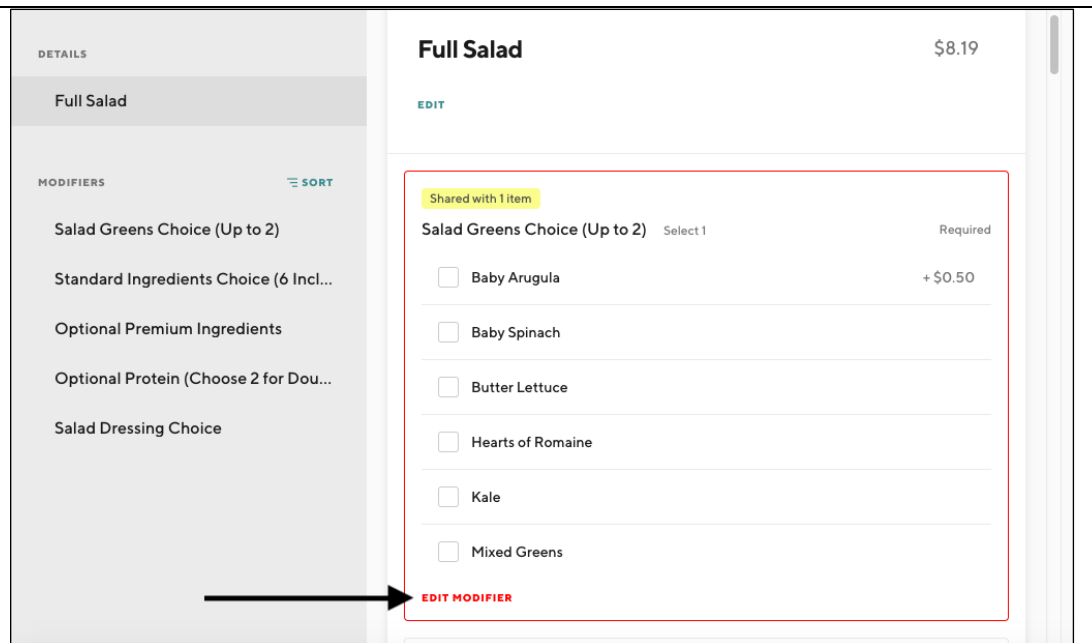 DETAILS
Full Salad
MODIFIERS SORT
Salad Greens Choice (Up to 2)
Standard Ingredients Choice (6 Incl...
Optional Premium Ingredients
Optional Protein (Choose 2 for Dou...
Salad Dressing Choice
Full Salad $8.19
EDIT
Shared with 1 item
Salad Greens Choice (Up to 2) Select 1 Required
Baby Arugula + $0.50
Baby Spinach
Butter Lettuce
Hearts of Romaine
Kale
Mixed Greens
EDIT MODIFIER